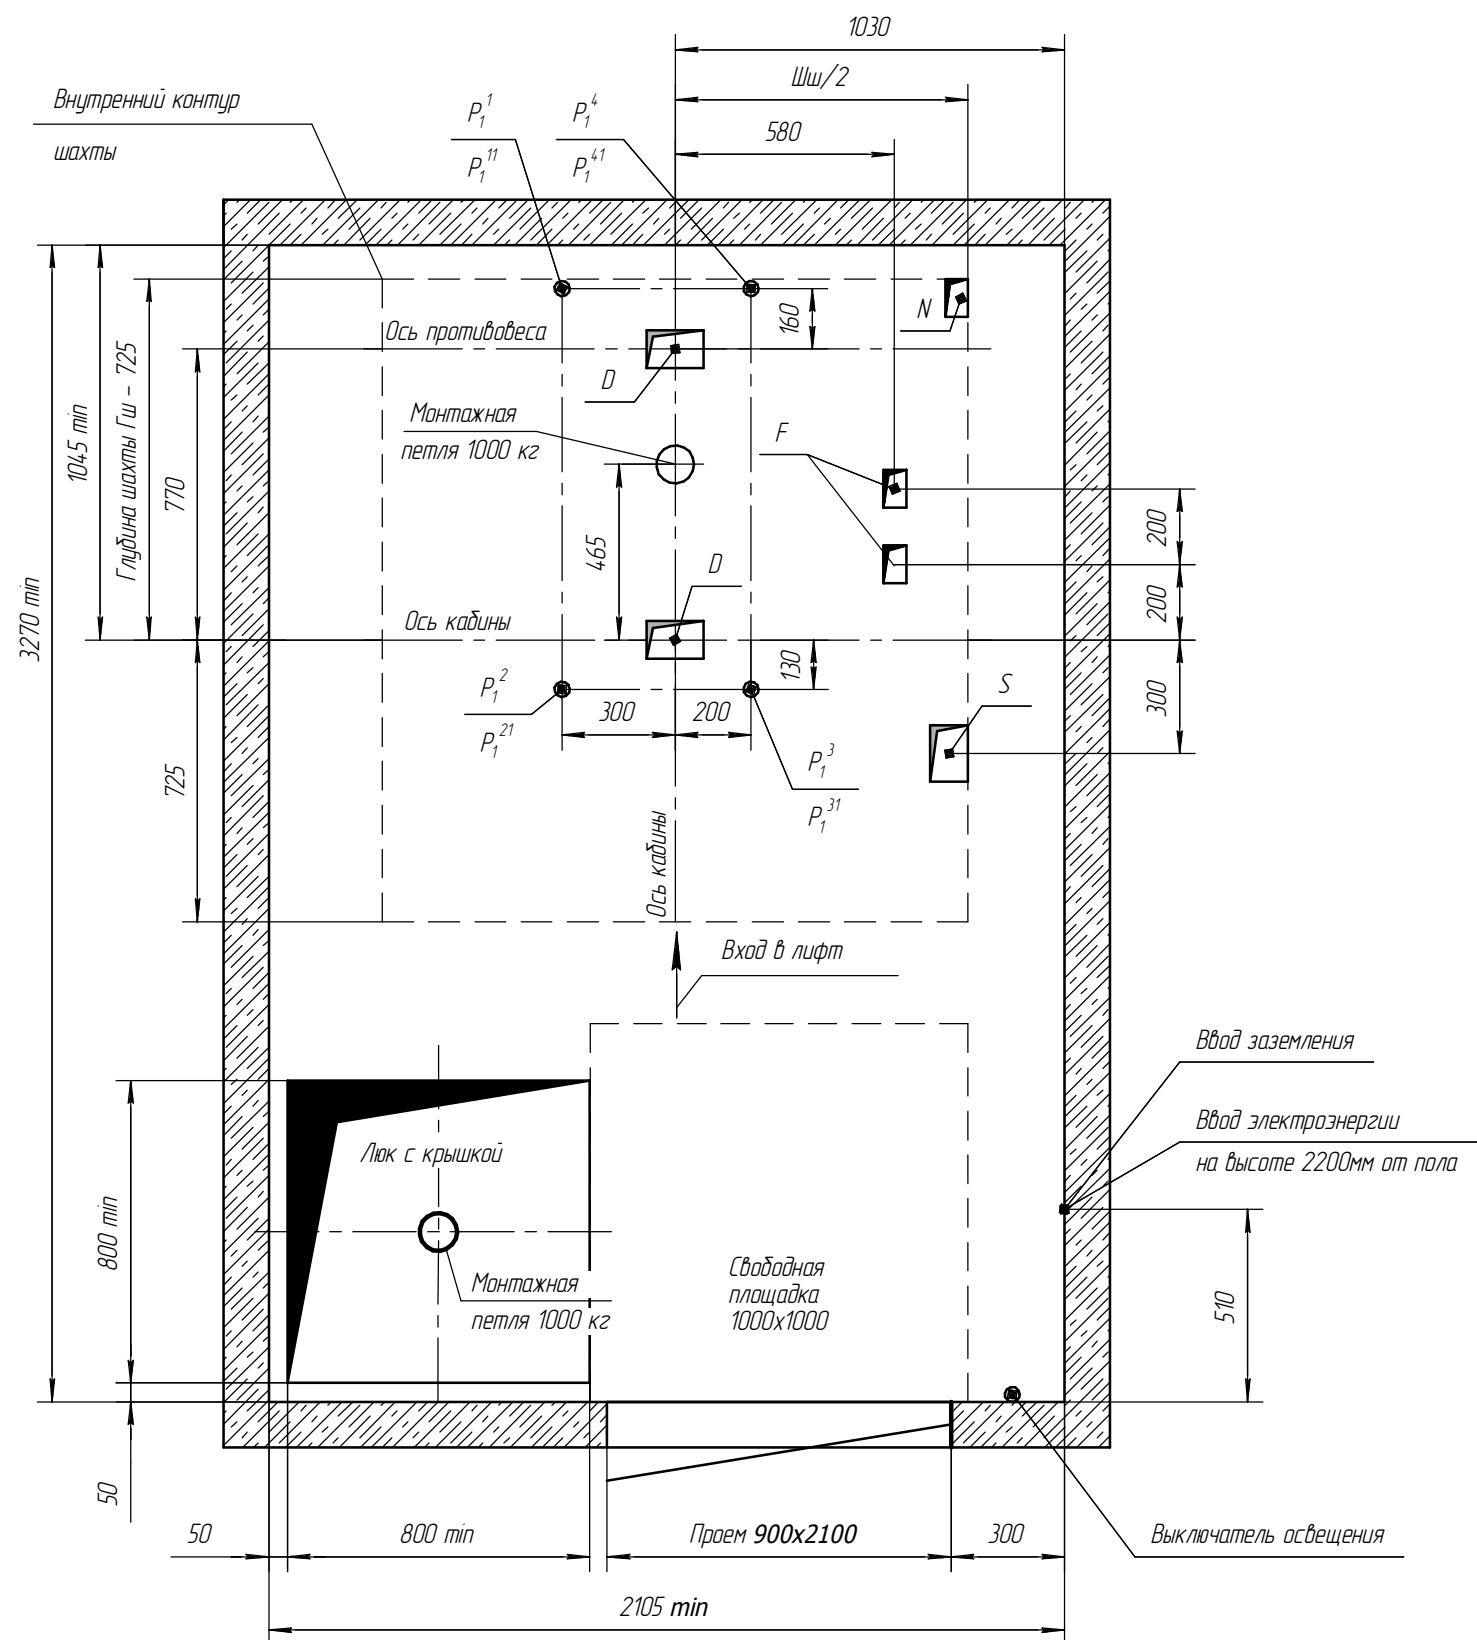 1030
Шш/2
580
Внутренний контур
шахты
P₁¹
P₁¹¹
P₁⁴
P₁⁴¹
N
160
Ось противовеса
D
Монтажная
петля 1000 кг
F
3270 min
1045 min
Глубина шахты Гш - 725
770
465
200
200
D
Ось кабины
130
300
P₁²
P₁²¹
300
200
S
P₁³
P₁³¹
725
Ось кабины
Вход в лифт
Ввод заземления
Ввод электроэнергии
на высоте 2200мм от пола
Люк с крышкой
800 min
Монтажная
петля 1000 кг
Свободная
площадка
1000х1000
510
50
50
800 min
Проем 900х2100
300
Выключатель освещения
2105 min